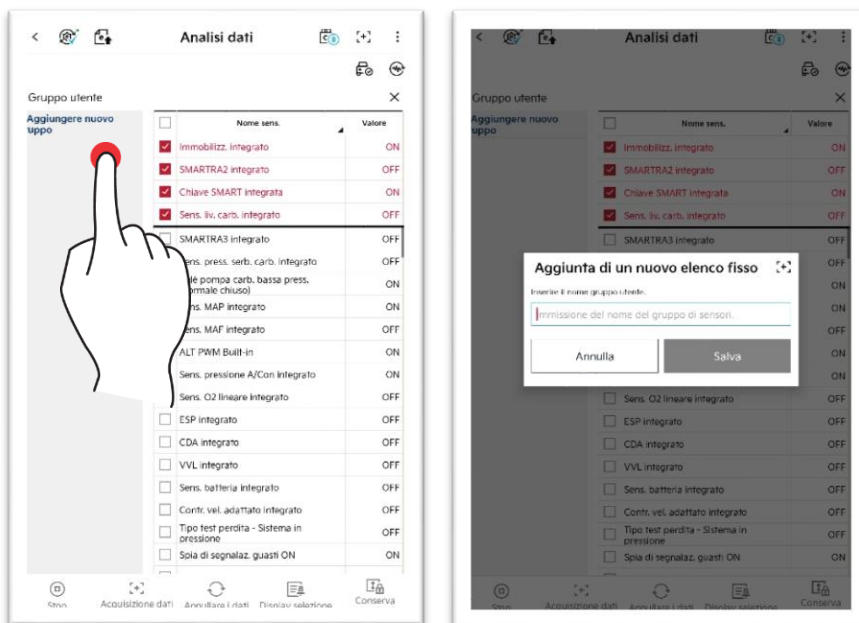 Analisi dati
Gruppo utente
Aggiungere nuovo
uppo
Nome sens.
Valore
Immobilizz. integrato ON
SMARTRA2 integrato OFF
Chiave SMART integrata ON
Sens. liv. carb. integrato OFF
SMARTRA3 integrato OFF
ens. press. serb. carb. integrato OFF
pompa carb. bassa press.
ormale chiuso) ON
ns. MAP integrato ON
ens. MAF integrato OFF
ALT PWM Built-in ON
Sens. pressione A/Con integrato ON
Sens. O2 lineare integrato OFF
ESP integrato OFF
CDA integrato OFF
VVL integrato OFF
Sens. batteria integrato OFF
Contr. vel. adattato integrato OFF
Tipo test perdita - Sistema in
pressione OFF
Spia di segnalaz. guasti ON ON
Stop
Acquisizione dati
Annullare i dati
Display selezione
Conserva
Analisi dati
Gruppo utente
Aggiungere nuovo
uppo
Nome sens.
Valore
Immobilizz. integrato ON
SMARTRA2 integrato OFF
Chiave SMART integrata ON
Sens. liv. carb. integrato OFF
SMARTRA3 integrato OFF
OFF
Aggiunta di un nuovo elenco fisso
ON
Inserire il nome gruppo utente.
ON
mmissione del nome del gruppo di sensori.
OFF
Annulla
Salva
ON
ON
Sens. O2 lineare integrato OFF
ESP integrato OFF
CDA integrato OFF
VVL integrato OFF
Sens. batteria integrato OFF
Contr. vel. adattato integrato OFF
Tipo test perdita - Sistema in
pressione OFF
Spia di segnalaz. guasti ON ON
Stop
Acquisizione dati
Annullare i dati
Display selezione
Conserva